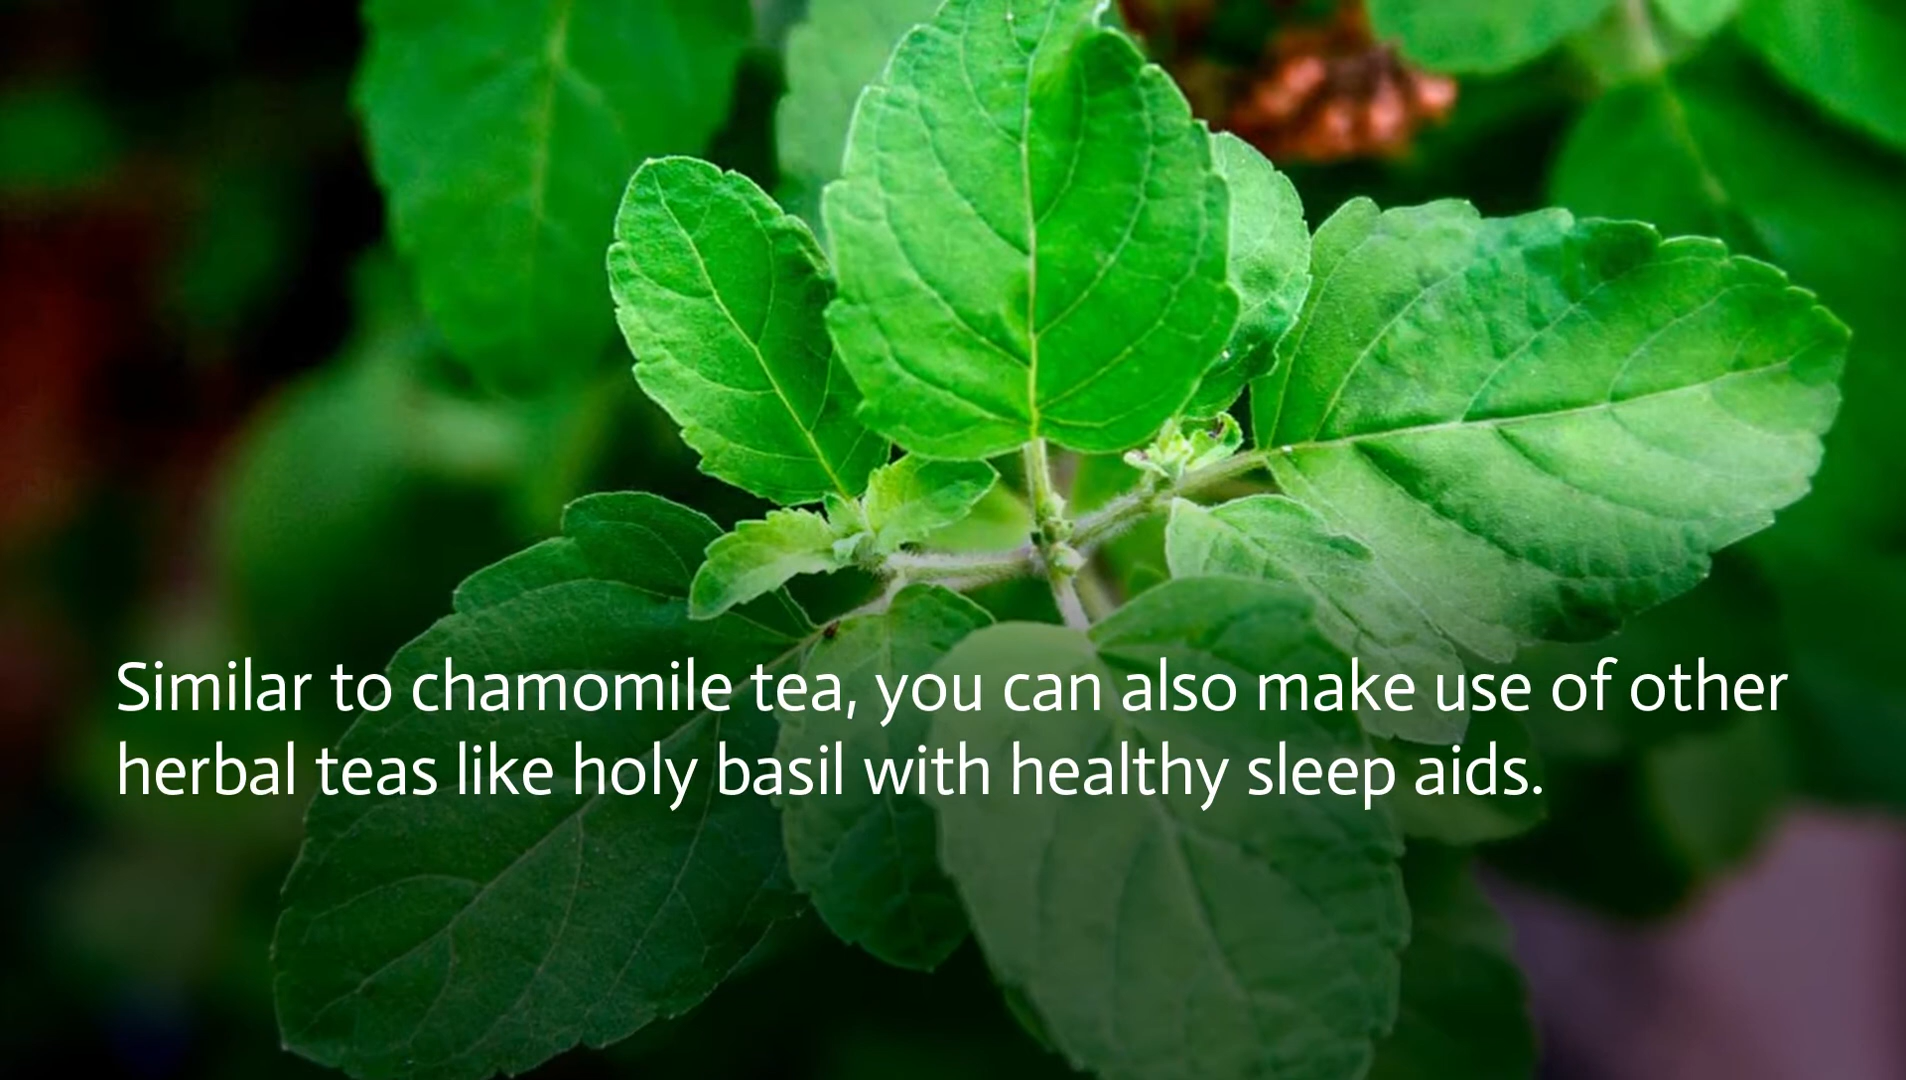 Similar to chamomile tea, you can also make use of other
herbal teas like holy basil with healthy sleep aids.